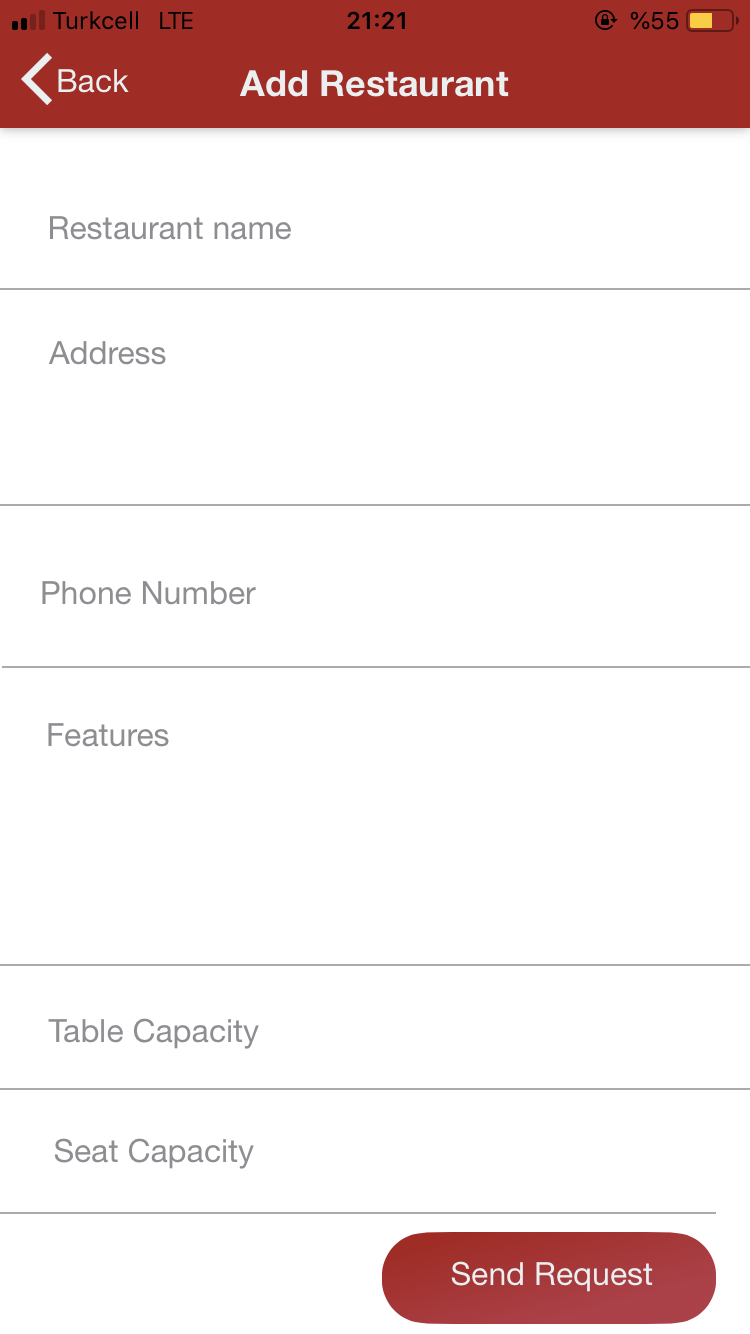 Turkcell LTE 21:21 %55
Back Add Restaurant
Restaurant name
Address
Phone Number
Features
Table Capacity
Seat Capacity
Send Request